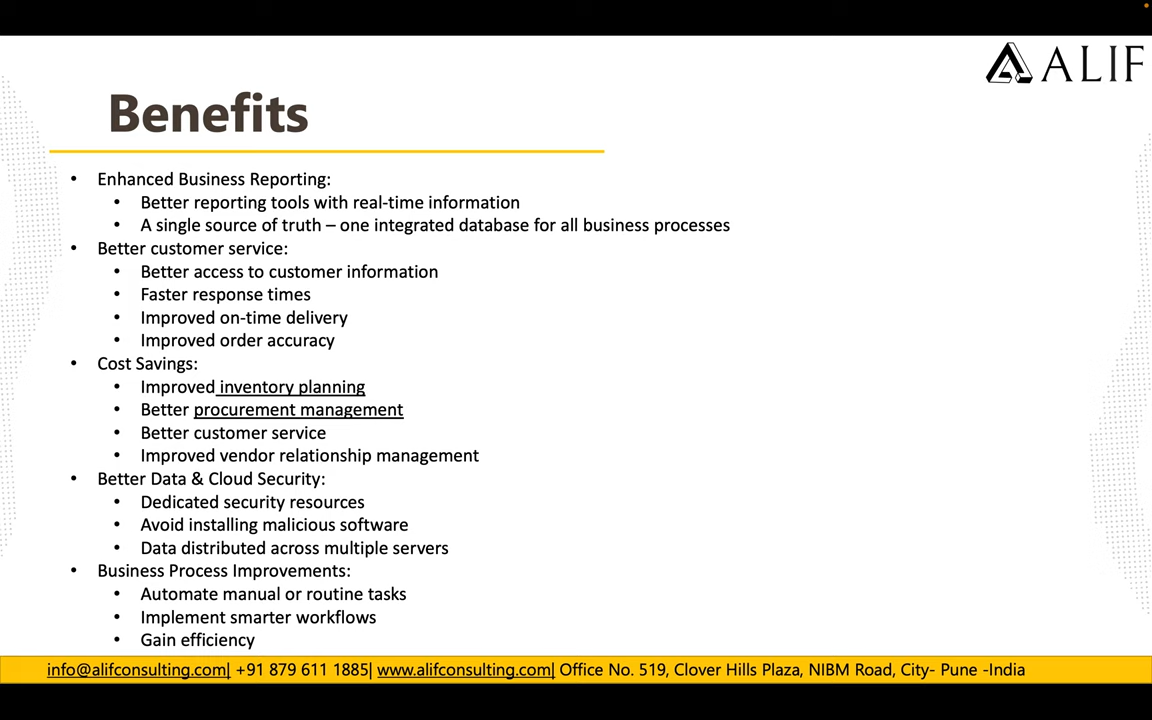 ALIF
Benefits
• Enhanced Business Reporting:
• Better reporting tools with real-time information
• A single source of truth – one integrated database for all business processes
• Better customer service:
• Better access to customer information
• Faster response times
• Improved on-time delivery
• Improved order accuracy
• Cost Savings:
• Improved inventory planning
• Better procurement management
• Better customer service
• Improved vendor relationship management
• Better Data & Cloud Security:
• Dedicated security resources
• Avoid installing malicious software
• Data distributed across multiple servers
• Business Process Improvements:
• Automate manual or routine tasks
• Implement smarter workflows
• Gain efficiency
info@alifconsulting.com| +91 879 611 1885| www.alifconsulting.com| Office No. 519, Clover Hills Plaza, NIBM Road, City- Pune -India